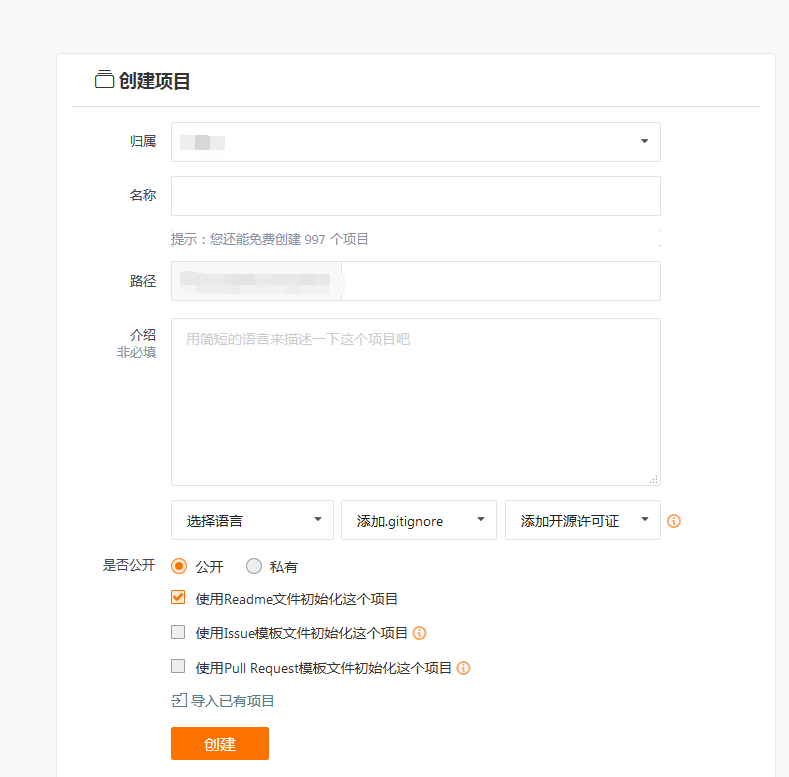 创建项目
归属
名称
提示：您还能免费创建 997 个项目
路径
介绍
非必填
用简短的语言来描述一下这个项目吧
选择语言 添加.gitignore 添加开源许可证
是否公开 公开 私有
使用Readme文件初始化这个项目
使用Issue模板文件初始化这个项目
使用Pull Request模板文件初始化这个项目
导入已有项目
创建